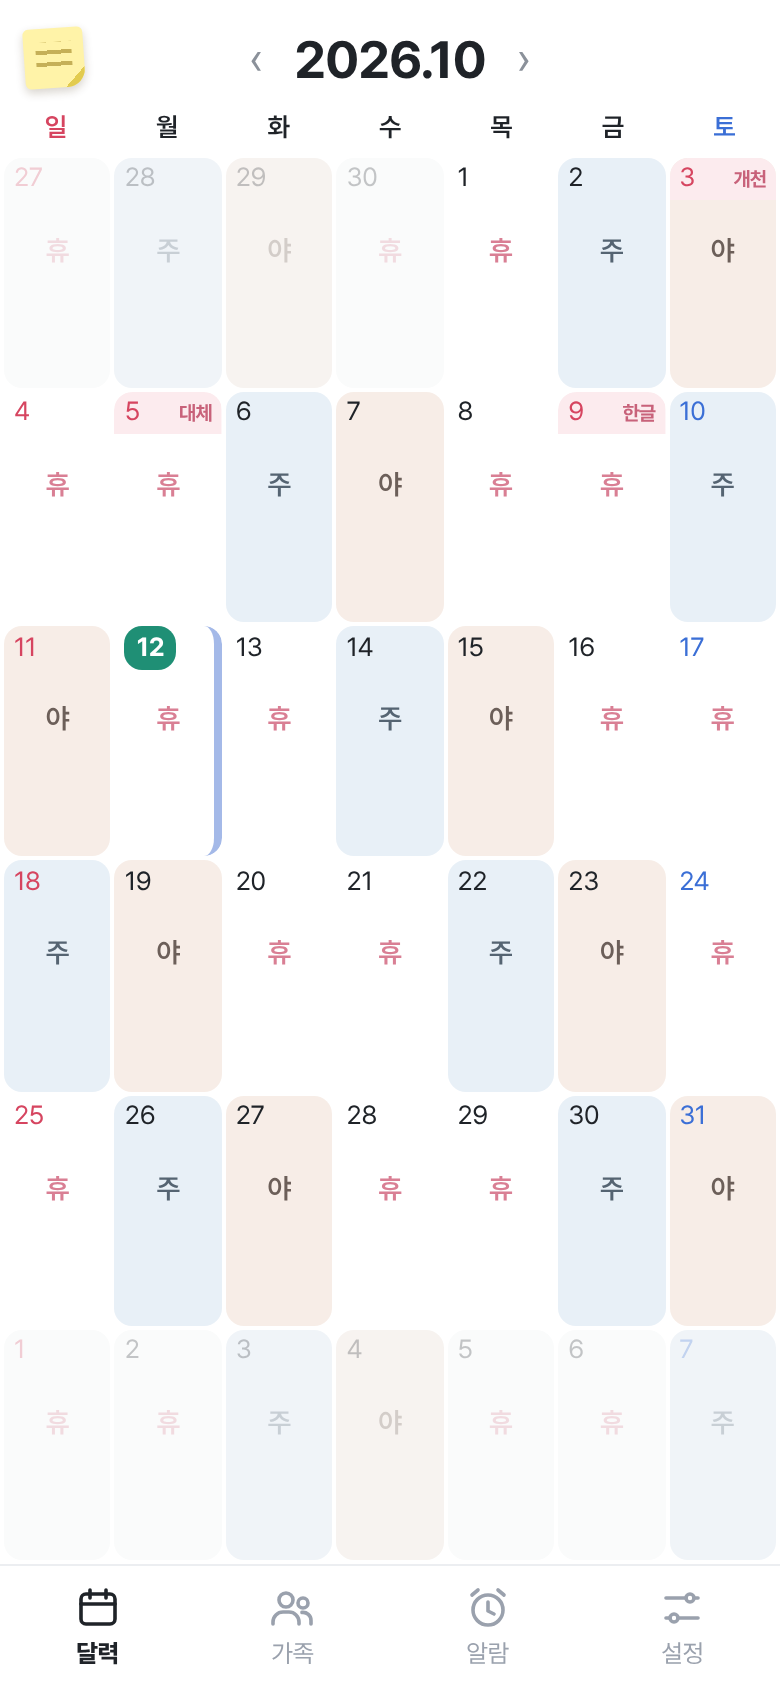 ‹ 2026.10 ›
일 월 화 수 목 금 토
27 28 29 30 1 2 3 개천
휴 주 야 휴 휴 주 야
4 5 대체 6 7 8 9 한글 10
휴 휴 주 야 휴 휴 주
11 12 13 14 15 16 17
야 휴 휴 주 야 휴 휴
18 19 20 21 22 23 24
주 야 휴 휴 주 야 휴
25 26 27 28 29 30 31
휴 주 야 휴 휴 주 야
1 2 3 4 5 6 7
휴 휴 주 야 휴 휴 주
달력 가족 알람 설정